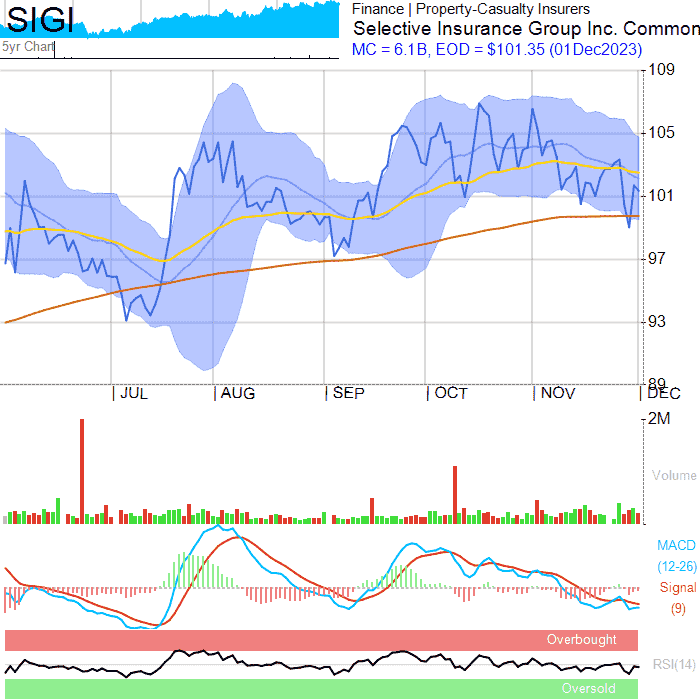 SIGI
5yr Chart
Finance | Property-Casualty Insurers
Selective Insurance Group Inc. Common
MC = 6.1B, EOD = $101.35 (01Dec2023)
109
105
101
97
93
89
JUL AUG SEP OCT NOV DEC
2M
Volume
MACD
(12-26)
Signal
(9)
Overbought
RSI(14)
Oversold